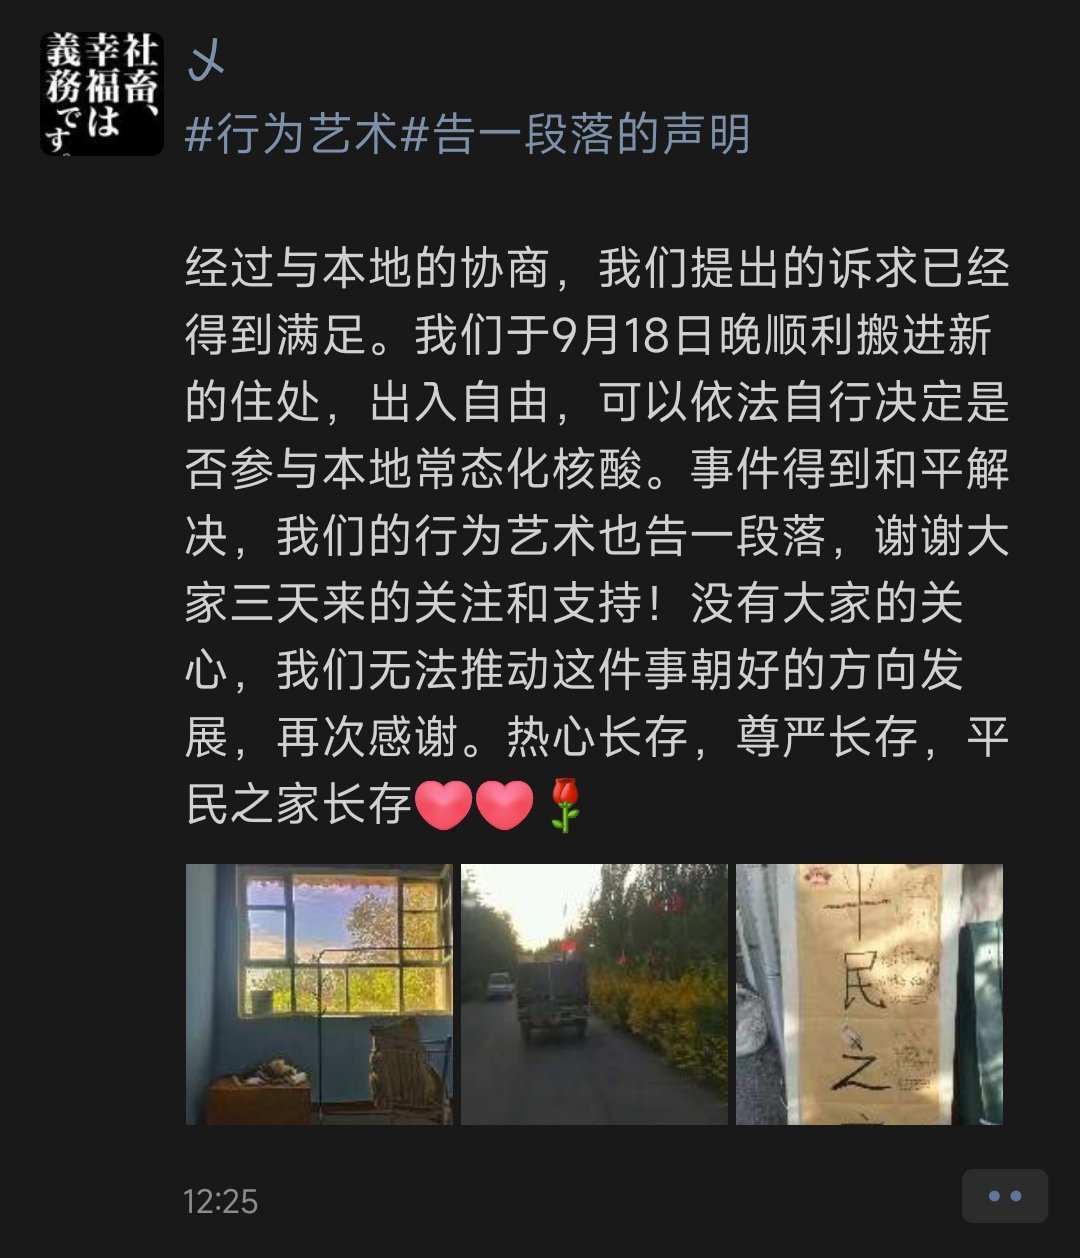 社畜、
幸福は
義務です。
乄
#行为艺术#告一段落的声明
经过与本地的协商，我们提出的诉求已经
得到满足。我们于9月18日晚顺利搬进新
的住处，出入自由，可以依法自行决定是
否参与本地常态化核酸。事件得到和平解
决，我们的行为艺术也告一段落，谢谢大
家三天来的关注和支持！没有大家的关
心，我们无法推动这件事朝好的方向发
展，再次感谢。热心长存，尊严长存，平
民之家长存
平
民
之
12:25